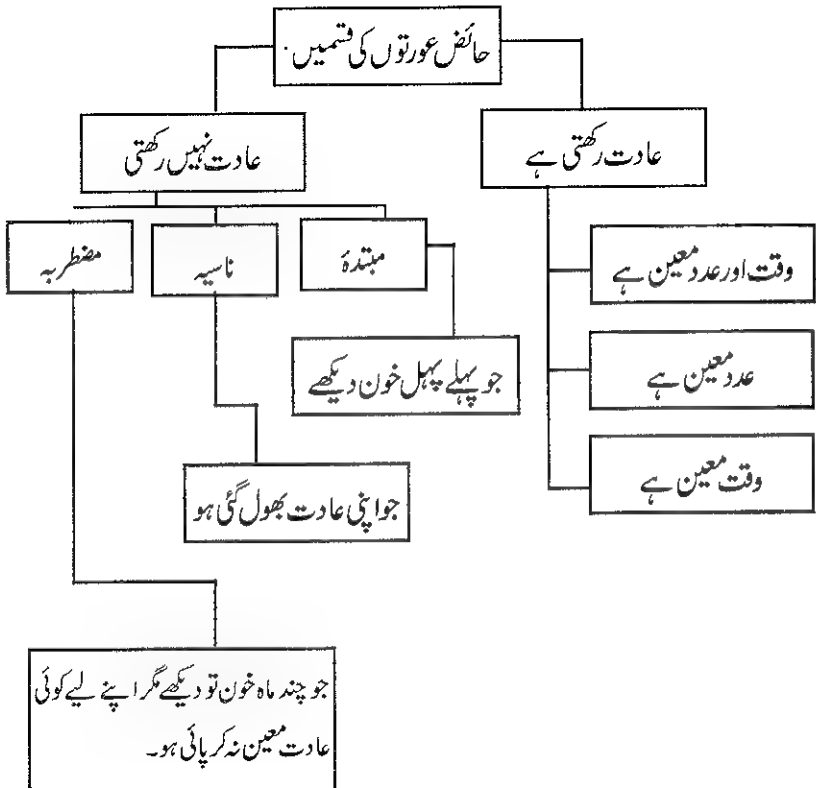 حائض عورتوں کی قسمیں.
عادت رکھتی ہے
عادت نہیں رکھتی
وقت اور عدد معین ہے
عدد معین ہے
وقت معین ہے
مبتدۂ
ناسیہ
مضطربہ
جو پہلے پہل خون دیکھے
جو اپنی عادت بھول گئی ہو
جو چند ماہ خون تو دیکھے مگر اپنے لیے کوئی
عادت معین نہ کر پائی ہو۔